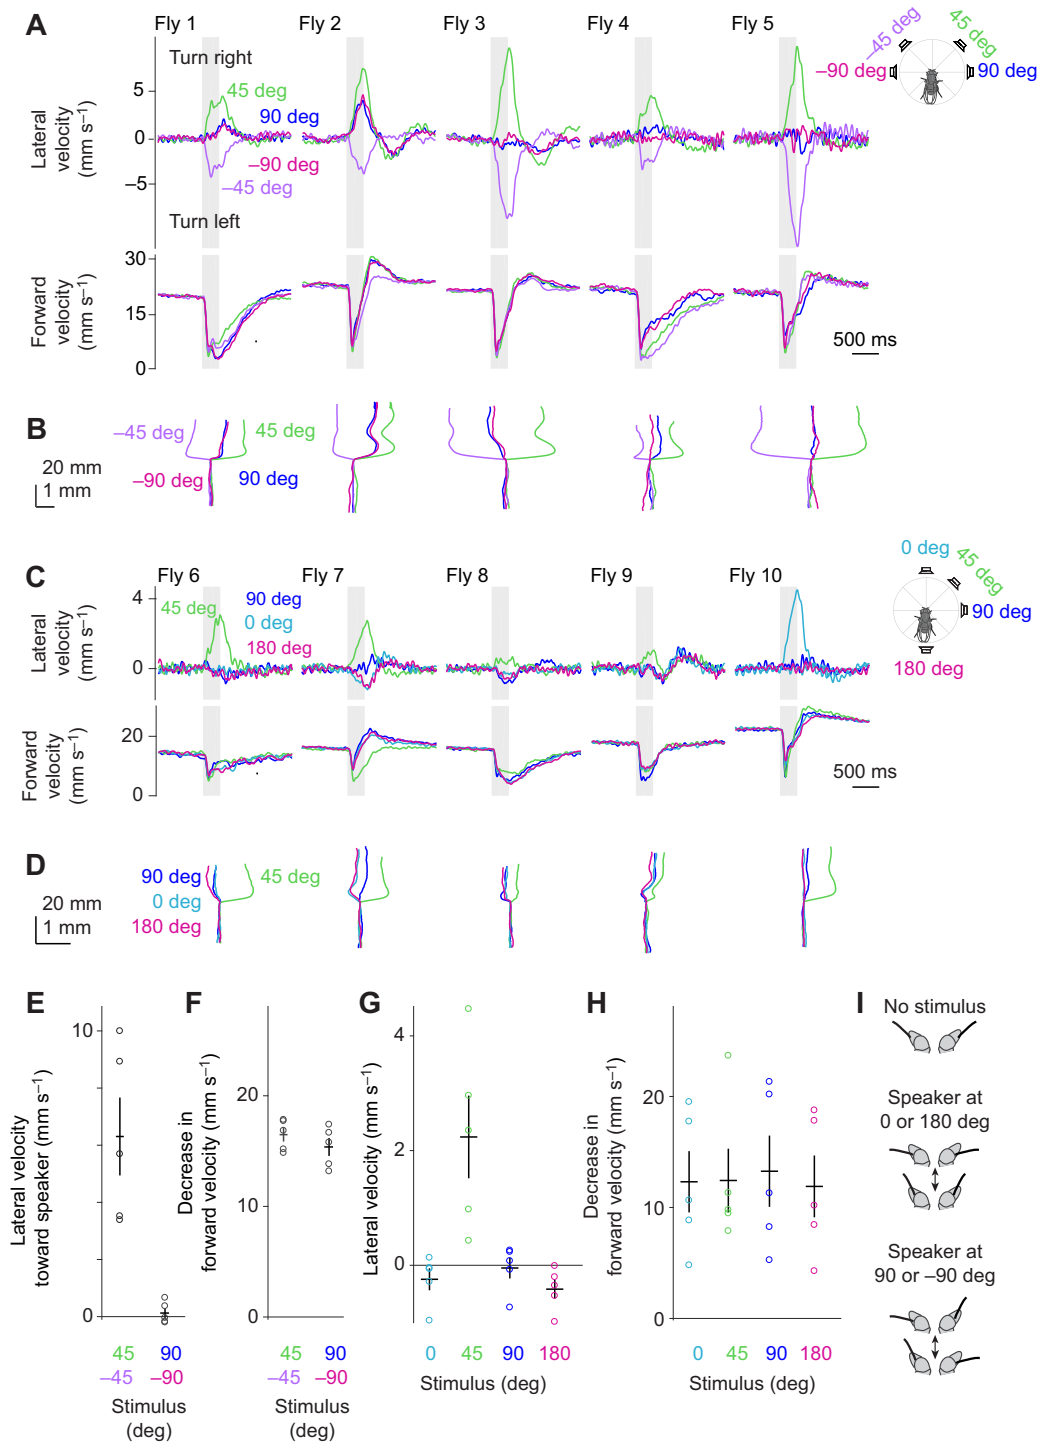 A
Fly 1
Fly 2
Fly 3
Fly 4
Fly 5
Turn right
45 deg
90 deg
–90 deg
–45 deg
Turn left
Lateral
velocity
(mm s–1)
5
0
–5
Forward
velocity
(mm s–1)
30
15
0
500 ms
–45 deg
45 deg
–90 deg
90 deg
B
–45 deg
45 deg
–90 deg
90 deg
20 mm
1 mm
C
Fly 6
Fly 7
Fly 8
Fly 9
Fly 10
45 deg
90 deg
0 deg
180 deg
Lateral
velocity
(mm s–1)
4
0
Forward
velocity
(mm s–1)
20
0
500 ms
0 deg
45 deg
90 deg
180 deg
D
90 deg
45 deg
0 deg
180 deg
20 mm
1 mm
E
Lateral velocity
toward speaker (mm s–1)
10
0
45
90
–45
–90
Stimulus
(deg)
F
Decrease in
forward velocity (mm s–1)
20
10
0
45
90
–45
–90
Stimulus
(deg)
G
Lateral velocity (mm s–1)
4
2
0
0
45
90
180
Stimulus (deg)
H
Decrease in
forward velocity (mm s–1)
20
10
0
0
45
90
180
Stimulus (deg)
I
No stimulus
Speaker at
0 or 180 deg
Speaker at
90 or –90 deg